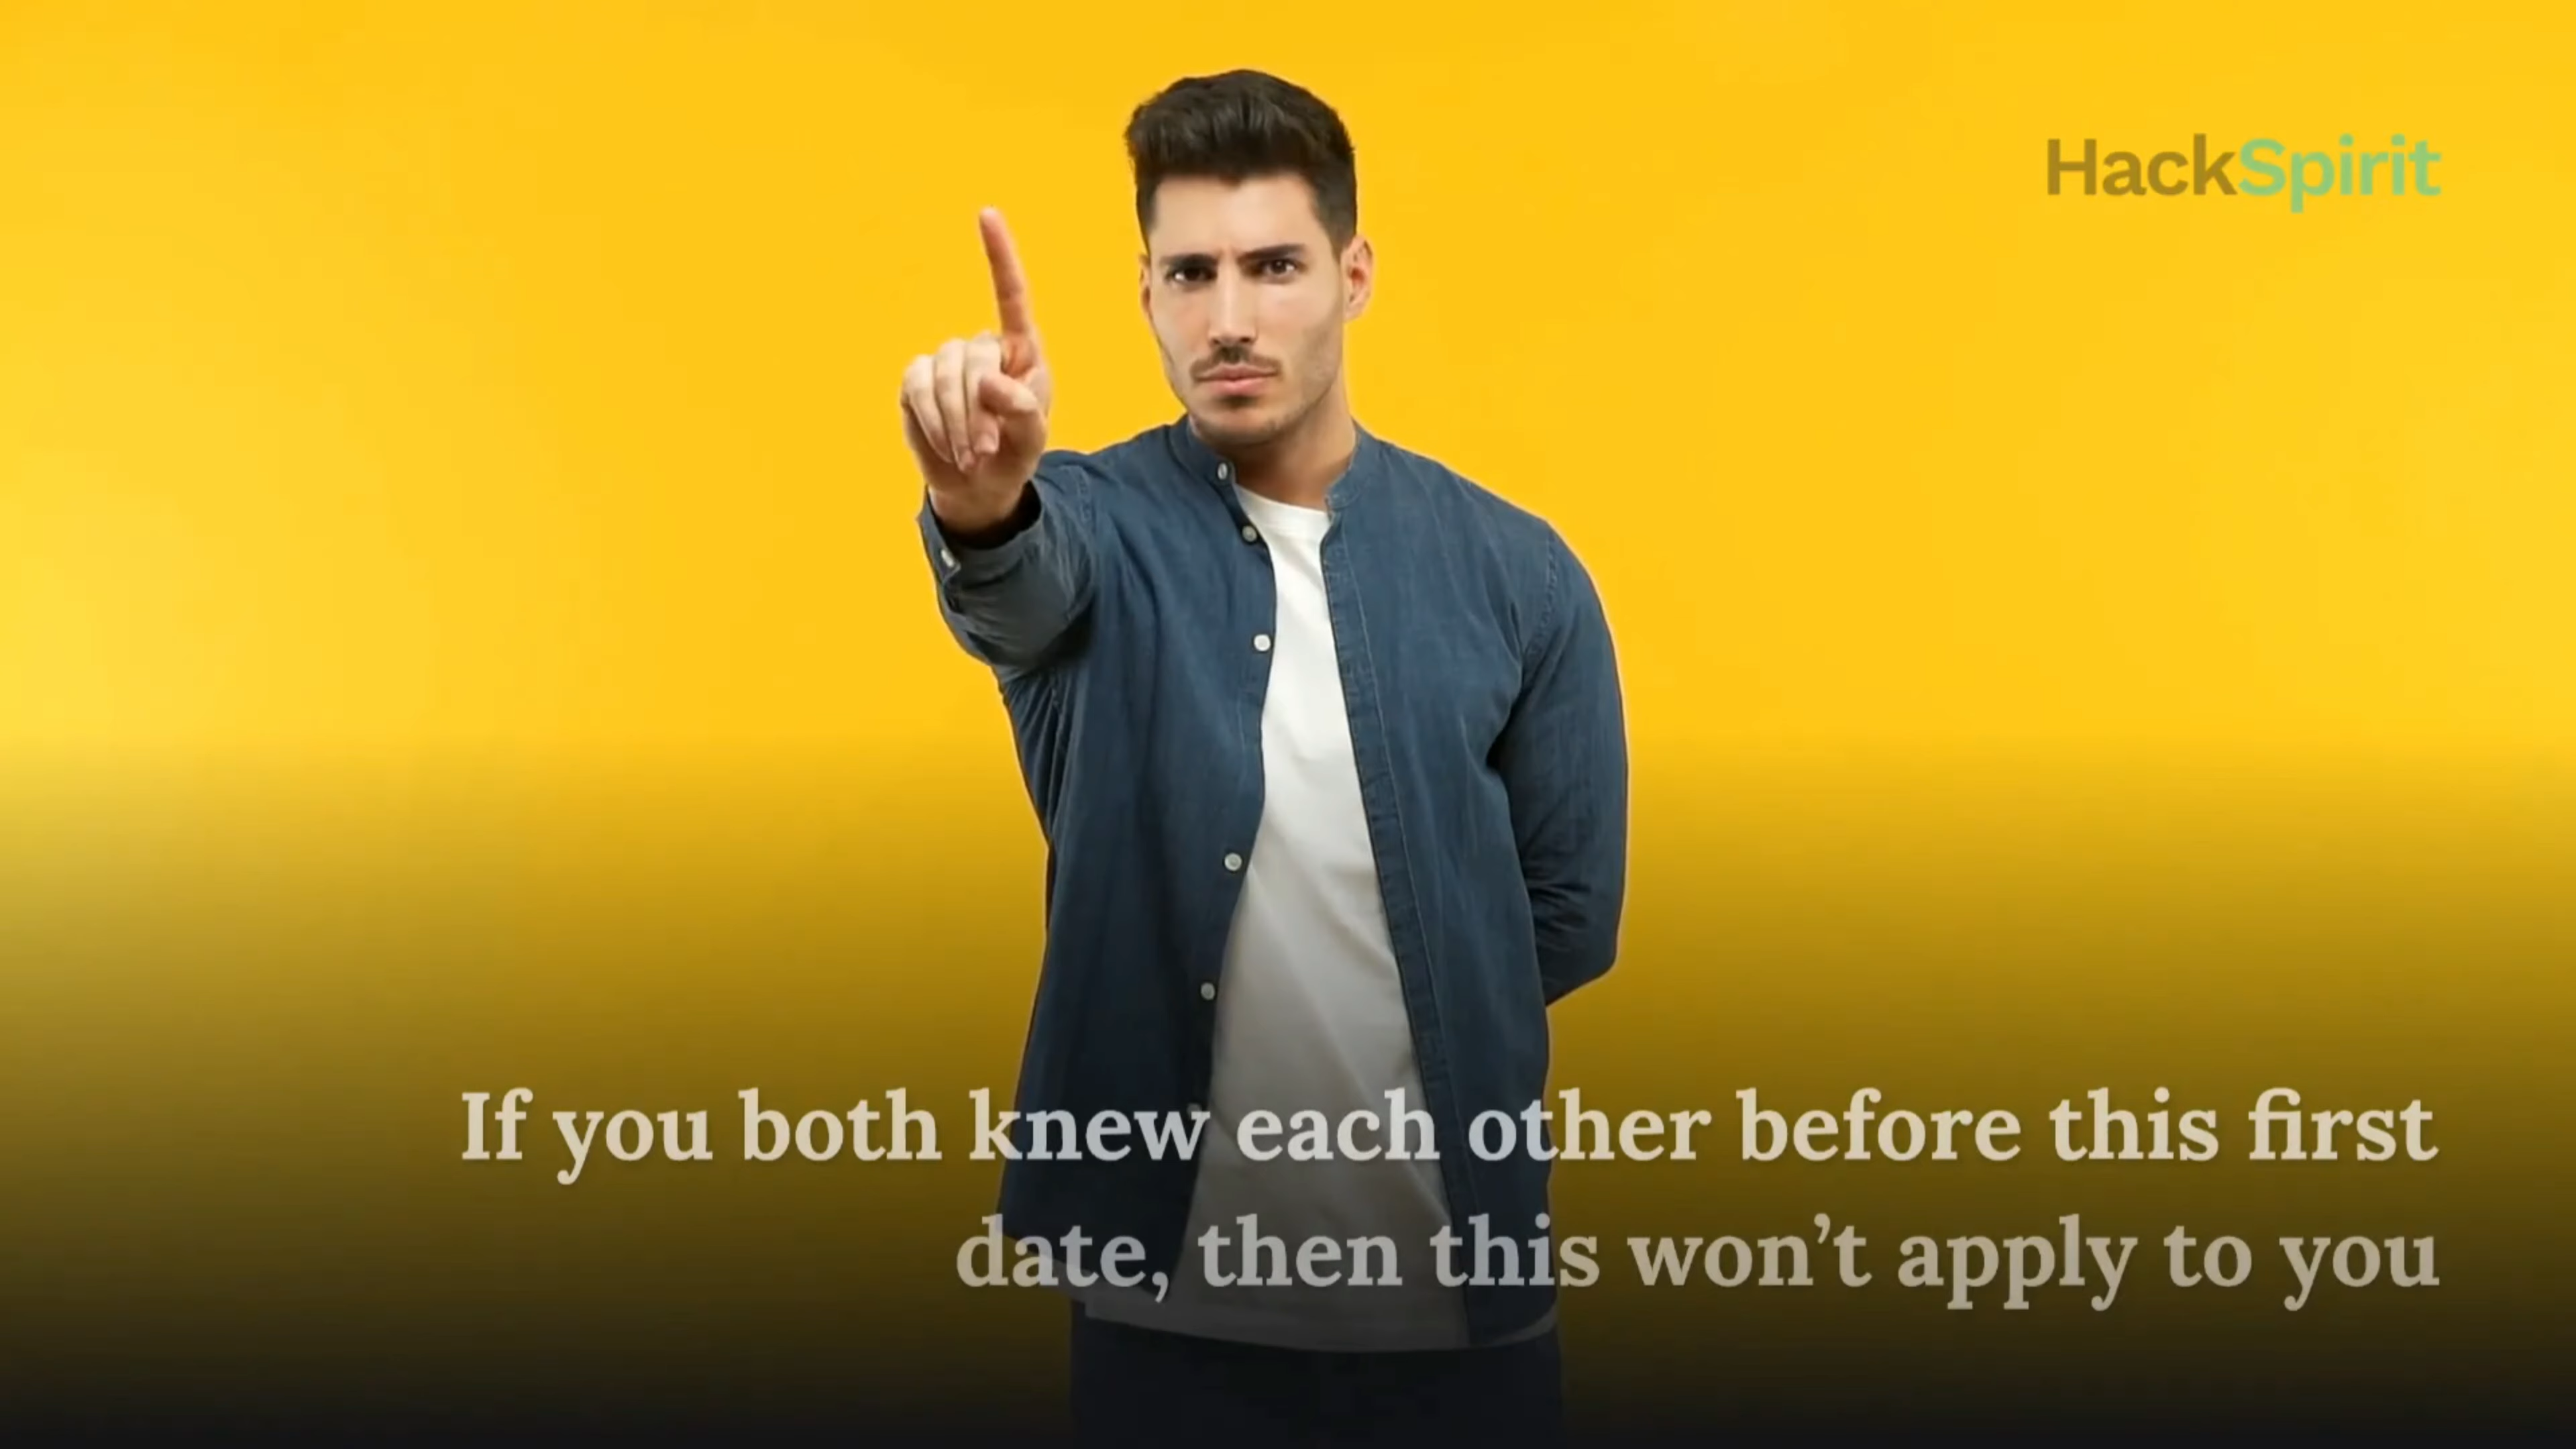 HackSpirit
If you both knew each other before this first
date, then this won’t apply to you